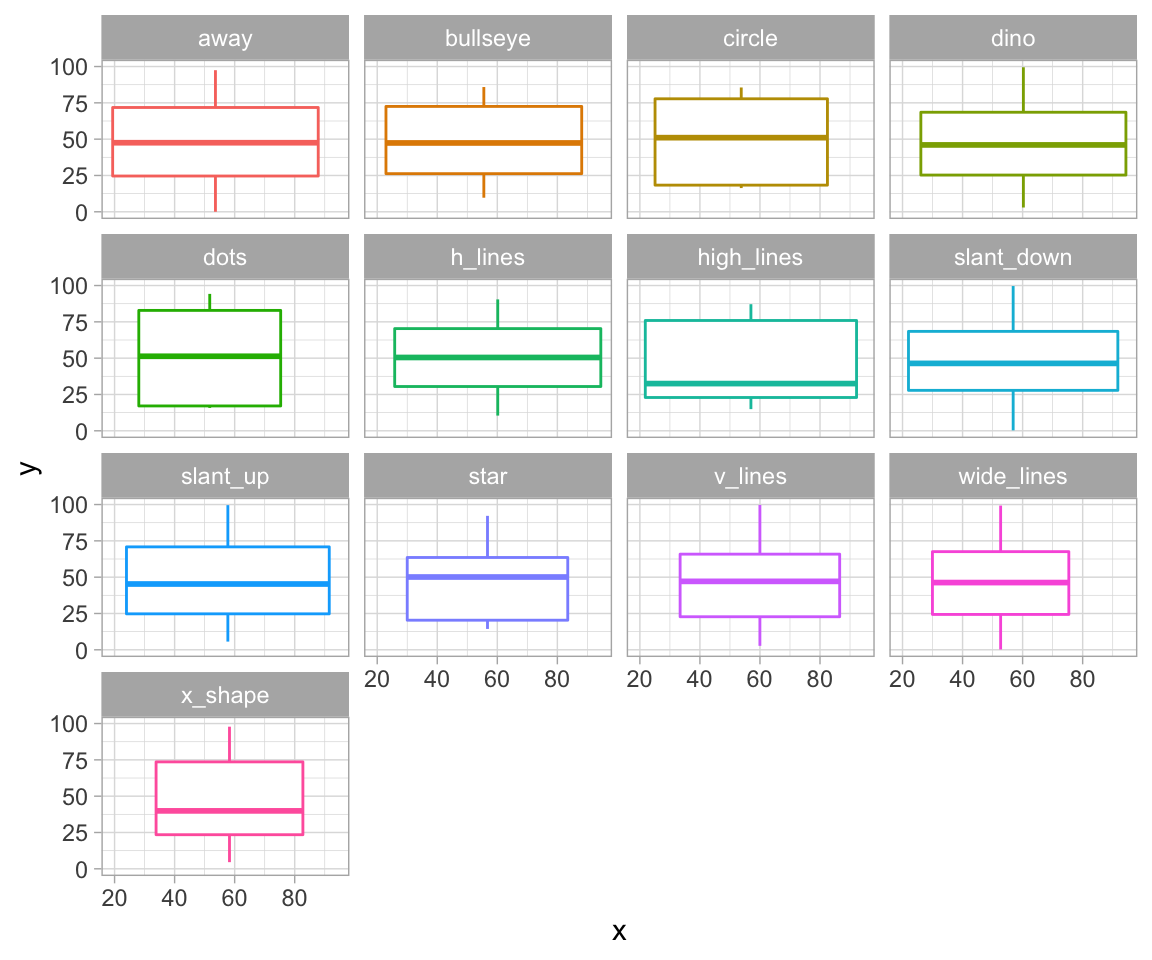 away bullseye circle dino
100
75
50
25
0
dots h_lines high_lines slant_down
100
75
50
25
0
y
slant_up star v_lines wide_lines
100
75
50
25
0
20 40 60 80 20 40 60 80 20 40 60 80
x_shape
100
75
50
25
0
20 40 60 80
x